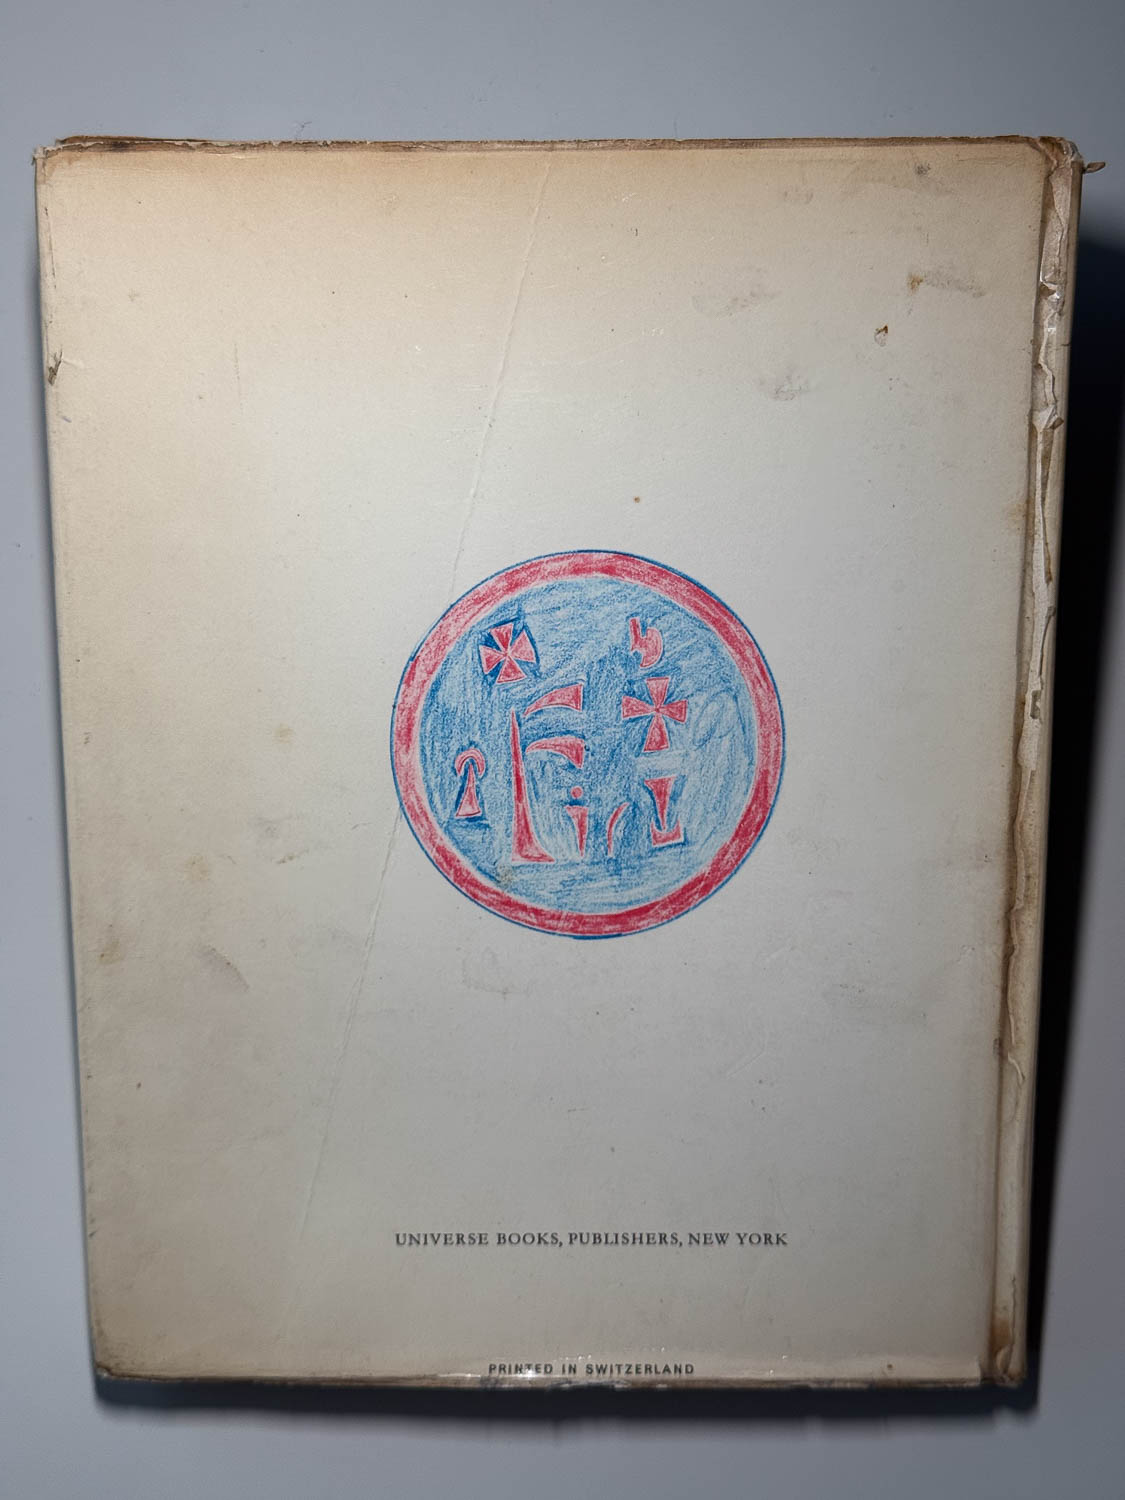 UNIVERSE BOOKS, PUBLISHERS, NEW YORK
PRINTED IN SWITZERLAND